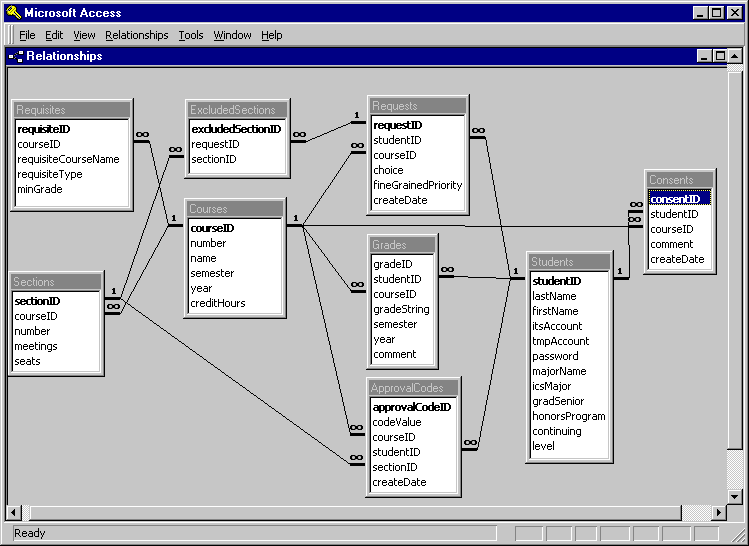 Microsoft Access
File Edit View Relationships Tools Window Help
Relationships
Requisites
requisiteID
courseID
requisiteCourseName
requisiteType
minGrade
ExcludedSections
excludedSectionID
requestID
sectionID
Requests
requestID
studentID
courseID
choice
fineGrainedPriority
createDate
Consents
consentID
studentID
courseID
comment
createDate
Courses
courseID
number
name
semester
year
creditHours
Grades
gradeID
studentID
courseID
gradeString
semester
year
comment
Students
studentID
lastName
firstName
itsAccount
tmpAccount
password
majorName
icsMajor
gradSenior
honorsProgram
continuing
level
Sections
sectionID
courseID
number
meetings
seats
ApprovalCodes
approvalCodeID
codeValue
courseID
studentID
sectionID
createDate
∞ 1 ∞
∞ ∞ ∞
1 1 ∞ ∞
1 ∞ ∞ ∞ 1 1
∞ ∞ ∞
Ready